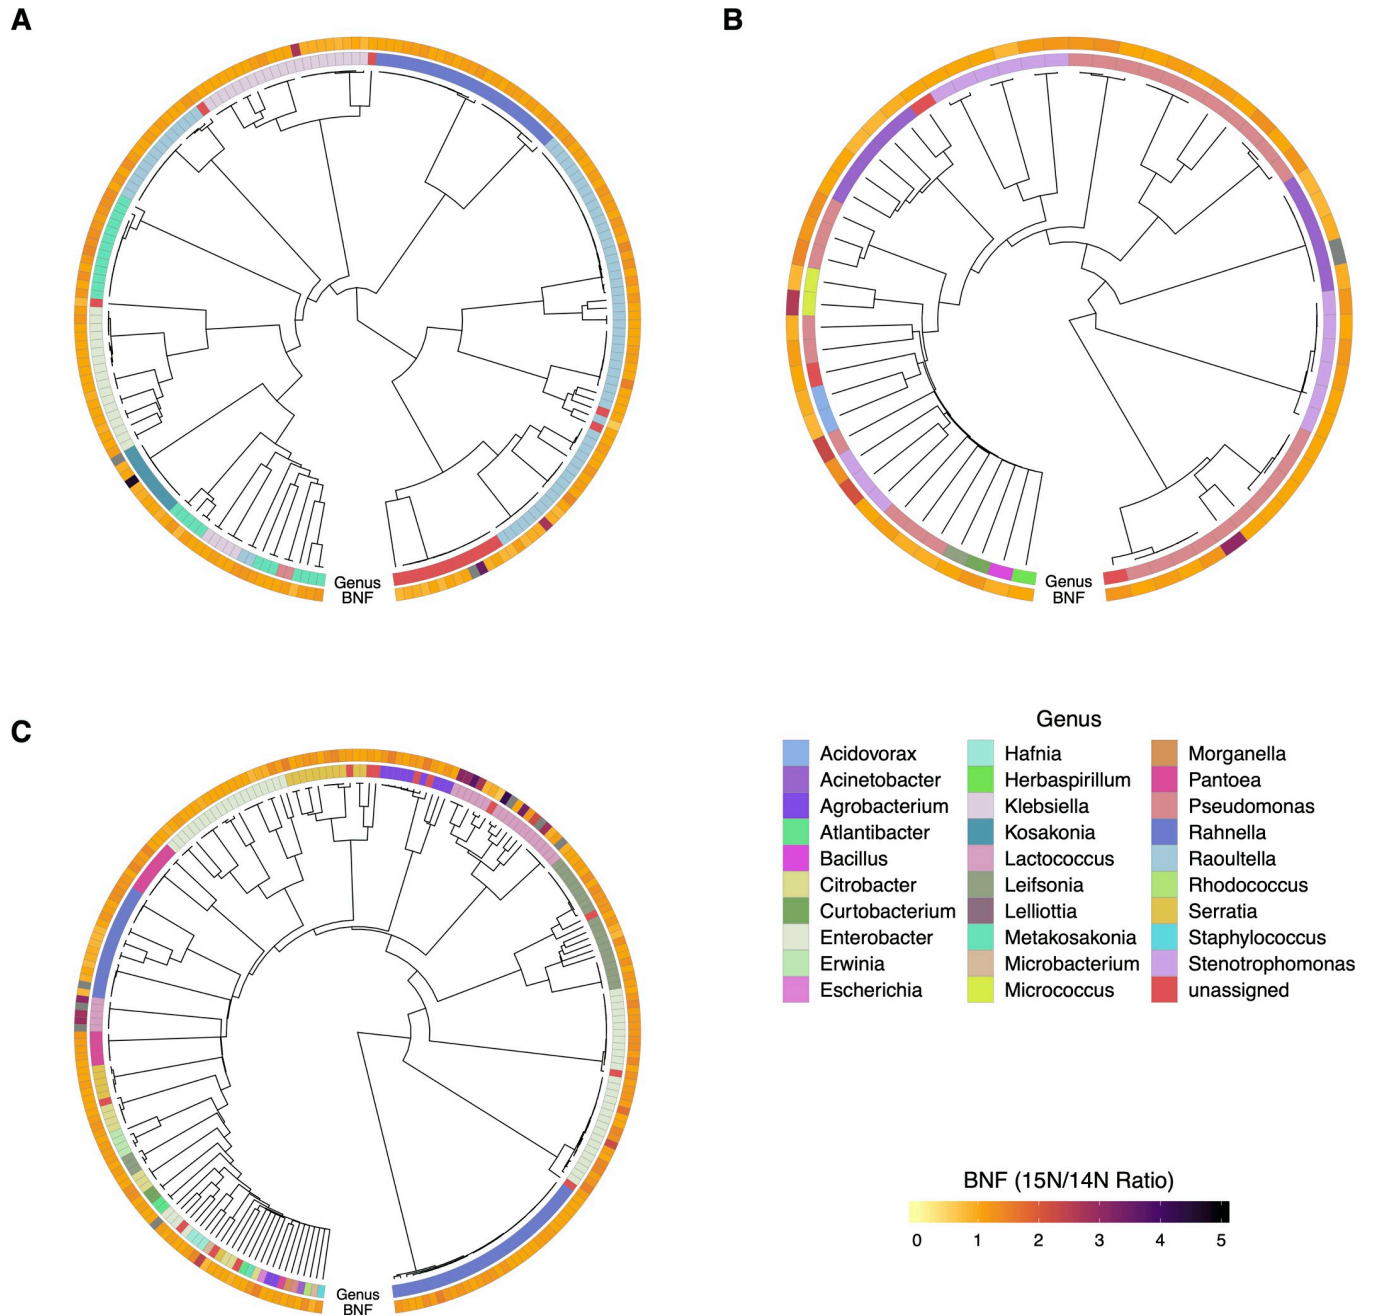 A
B
Genus
BNF
Genus
BNF
C
Genus
BNF
Genus
Acidovorax
Acinetobacter
Agrobacterium
Atlantibacter
Bacillus
Citrobacter
Curtobacterium
Enterobacter
Erwinia
Escherichia
Hafnia
Herbaspirillum
Klebsiella
Kosakonia
Lactococcus
Leifsonia
Lelliottia
Metakosakonia
Microbacterium
Micrococcus
Morganella
Pantoea
Pseudomonas
Rahnella
Raoultella
Rhodococcus
Serratia
Staphylococcus
Stenotrophomonas
unassigned
BNF (15N/14N Ratio)
0 1 2 3 4 5